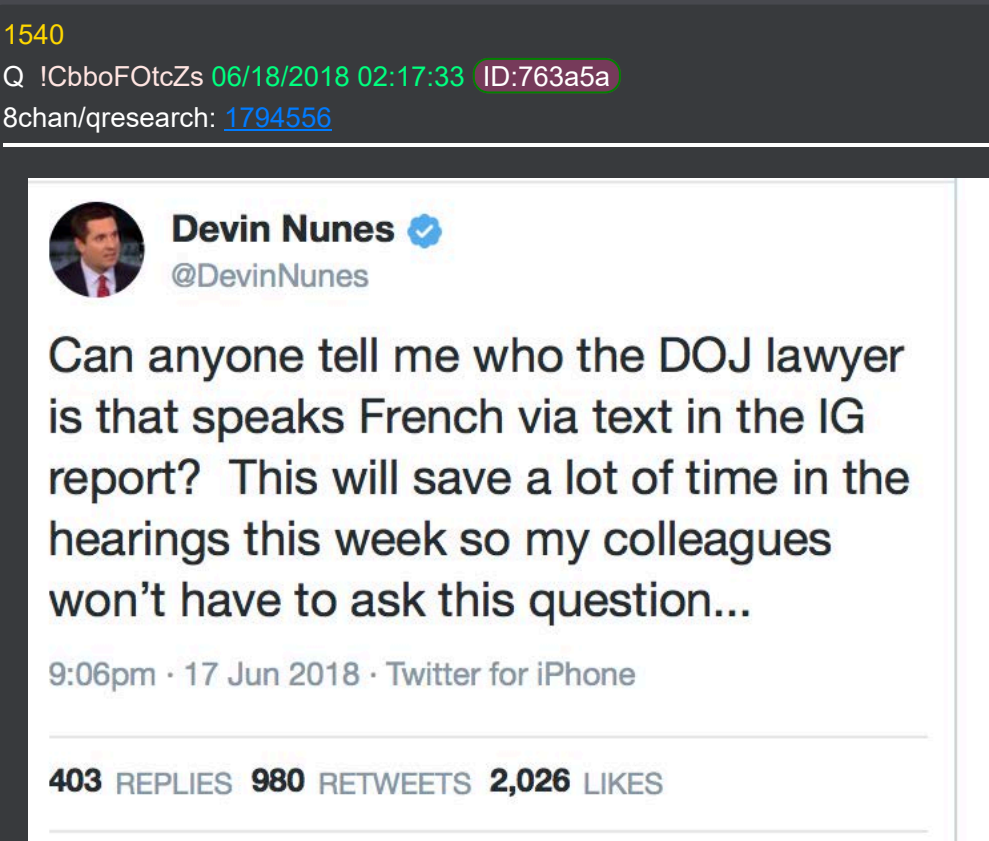 1540
Q !CbboFOtcZs 06/18/2018 02:17:33 ID:763a5a
8chan/qresearch: 1794556
Devin Nunes
@DevinNunes
Can anyone tell me who the DOJ lawyer
is that speaks French via text in the IG
report?  This will save a lot of time in the
hearings this week so my colleagues
won’t have to ask this question...
9:06pm · 17 Jun 2018 · Twitter for iPhone
403 REPLIES 980 RETWEETS 2,026 LIKES